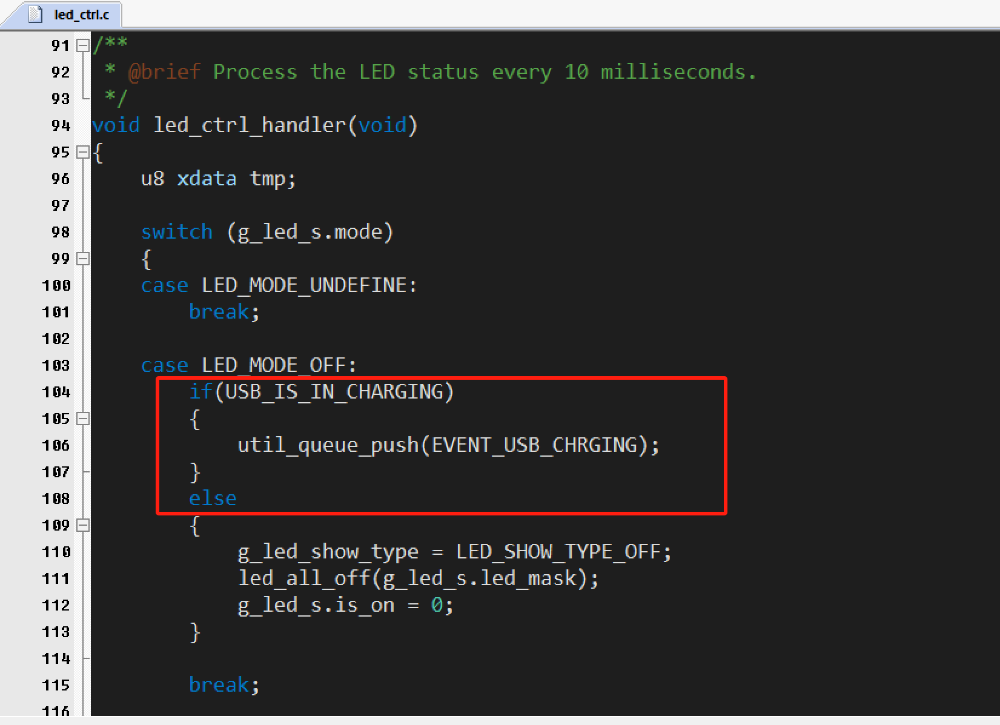 led_ctrl.c
91 /**
92  * @brief Process the LED status every 10 milliseconds.
93  */
94 void led_ctrl_handler(void)
95 {
96     u8 xdata tmp;
97
98     switch (g_led_s.mode)
99     {
100     case LED_MODE_UNDEFINE:
101         break;
102
103     case LED_MODE_OFF:
104         if(USB_IS_IN_CHARGING)
105         {
106             util_queue_push(EVENT_USB_CHRGING);
107         }
108         else
109         {
110             g_led_show_type = LED_SHOW_TYPE_OFF;
111             led_all_off(g_led_s.led_mask);
112             g_led_s.is_on = 0;
113         }
114
115         break;
116